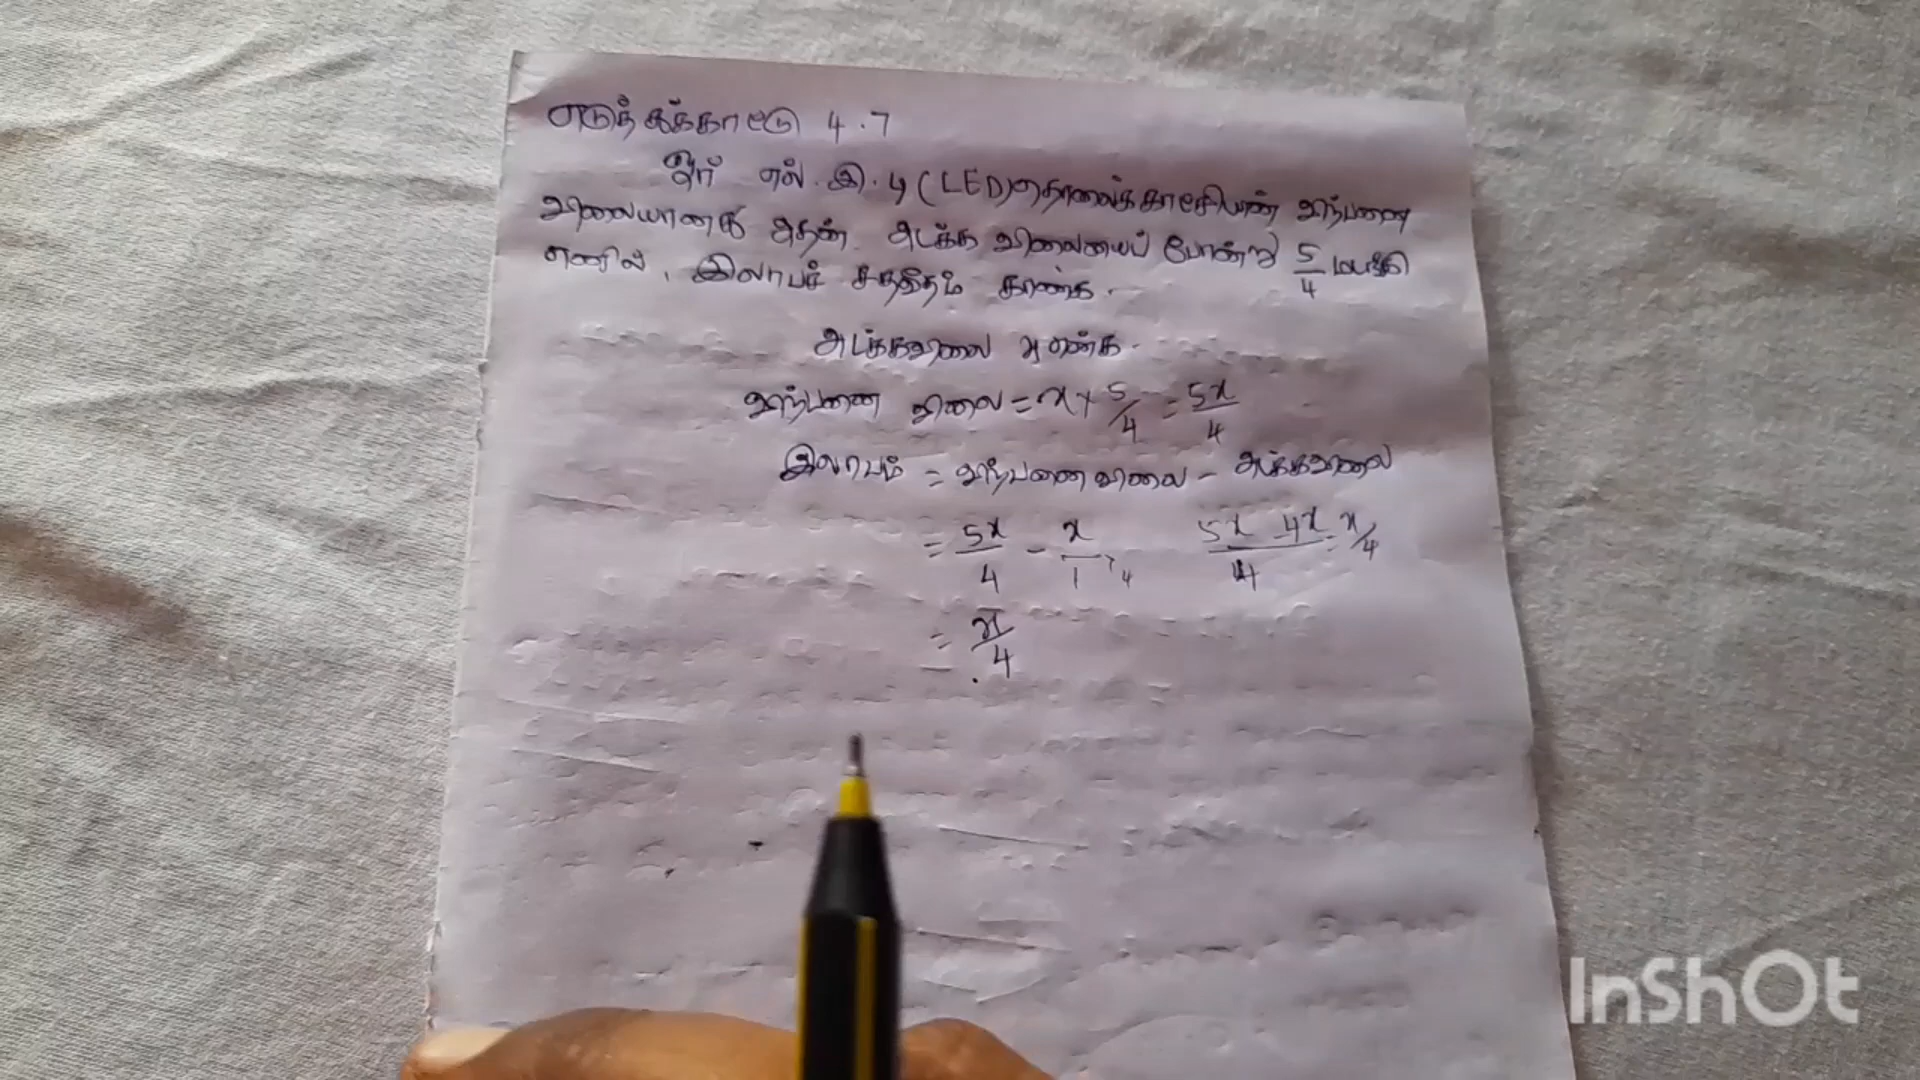 எடுத்துக்காட்டு 4.7
ஓர் எல்.இ.டி (LED) தொலைக்காட்சியின் விற்பனை
விலையானது அதன் அடக்க விலையைப் போன்று 5/4 மடங்கு
எனில், இலாபச் சதவீதம் காண்க.
அடக்கவிலை x என்க.
விற்பனை விலை = x × 5/4 = 5x/4
இலாபம் = விற்பனை விலை - அடக்கவிலை
= 5x/4 - x/1 5x 4x/4 = x/4
= x/4
InShOt